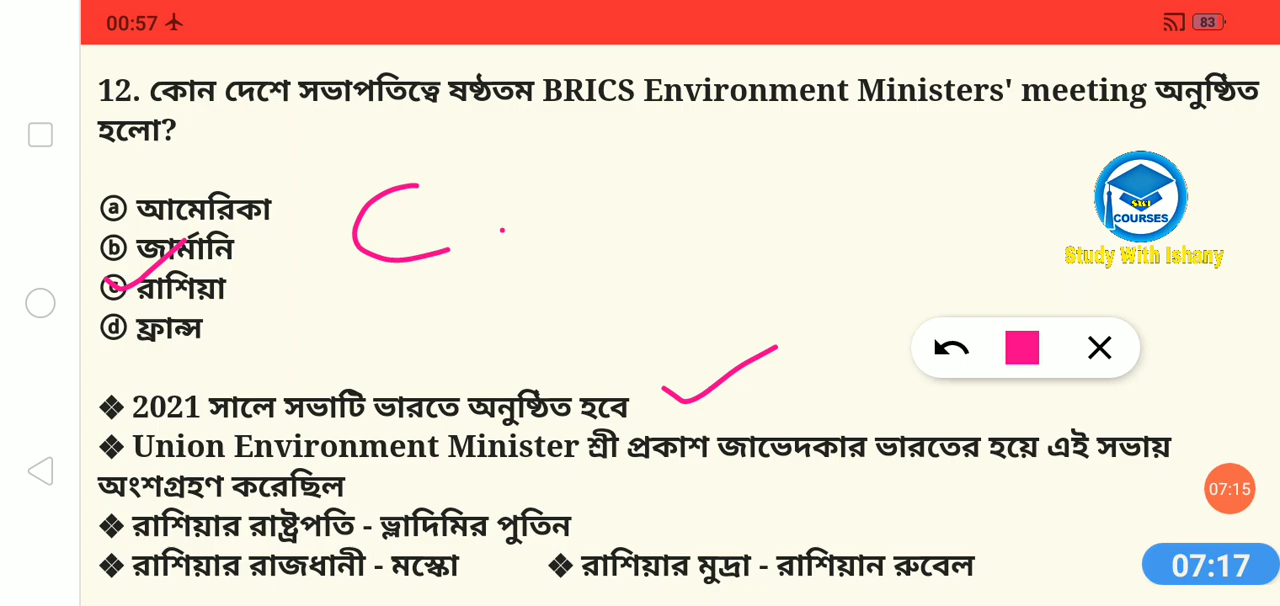 00:57
83
12. কোন দেশে সভাপতিত্বে ষষ্ঠতম BRICS Environment Ministers' meeting অনুষ্ঠিত
হলো?
ⓐ আমেরিকা
ⓑ জার্মানি
ⓒ রাশিয়া
ⓓ ফ্রান্স
SWI
COURSES
Study With Ishany
❖ 2021 সালে সভাটি ভারতে অনুষ্ঠিত হবে
❖ Union Environment Minister শ্রী প্রকাশ জাভেদকার ভারতের হয়ে এই সভায়
অংশগ্রহণ করেছিল
❖ রাশিয়ার রাষ্ট্রপতি - ভ্লাদিমির পুতিন
❖ রাশিয়ার রাজধানী - মস্কো ❖ রাশিয়ার মুদ্রা - রাশিয়ান রুবেল
07:15
07:17